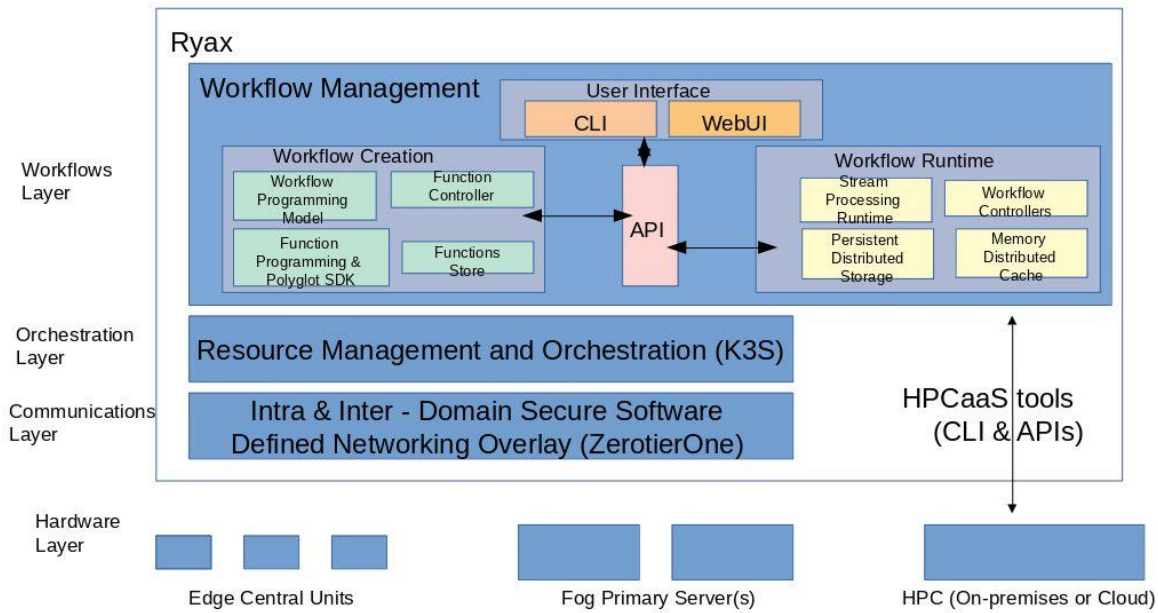 Ryax
Workflow Management
User Interface
CLI
WebUI
Workflows
Layer
Workflow Creation
Workflow
Programming
Model
Function
Controller
Function
Programming &
Polyglot SDK
Functions
Store
API
Workflow Runtime
Stream
Processing
Runtime
Workflow
Controllers
Persistent
Distributed
Storage
Memory
Distributed
Cache
Orchestration
Layer
Resource Management and Orchestration (K3S)
Communications
Layer
Intra & Inter - Domain Secure Software
Defined Networking Overlay (ZerotierOne)
HPCaaS tools
(CLI & APIs)
Hardware
Layer
Edge Central Units
Fog Primary Server(s)
HPC (On-premises or Cloud)